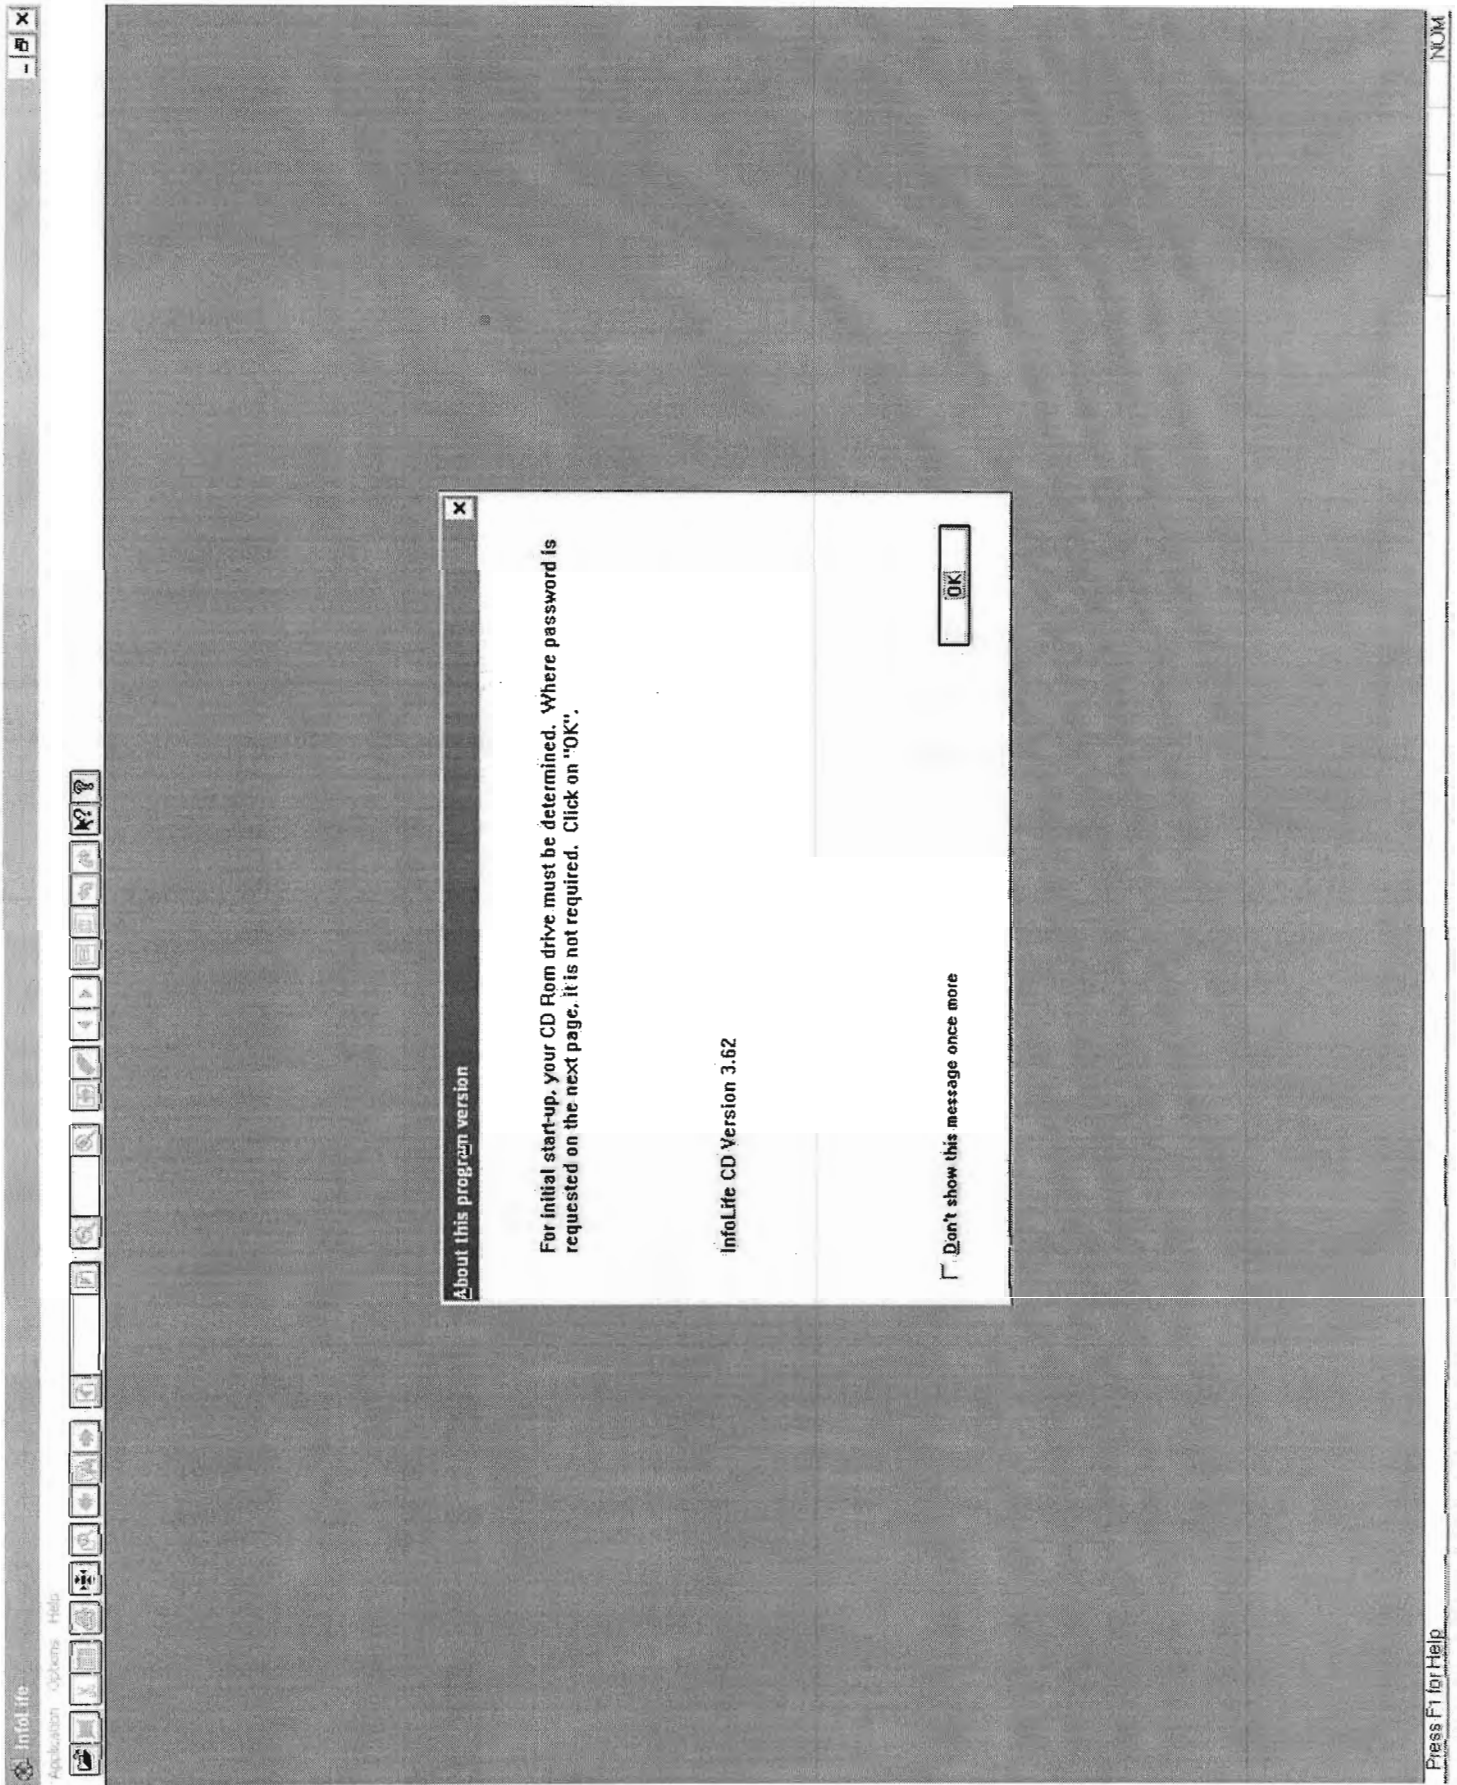 InfoLife
Application Options Help
About this program version
For initial start-up, your CD Rom drive must be determined. Where password is
requested on the next page, it is not required. Click on "OK".
InfoLife CD Version 3.62
Don't show this message once more
OK
Press F1 for Help
NUM